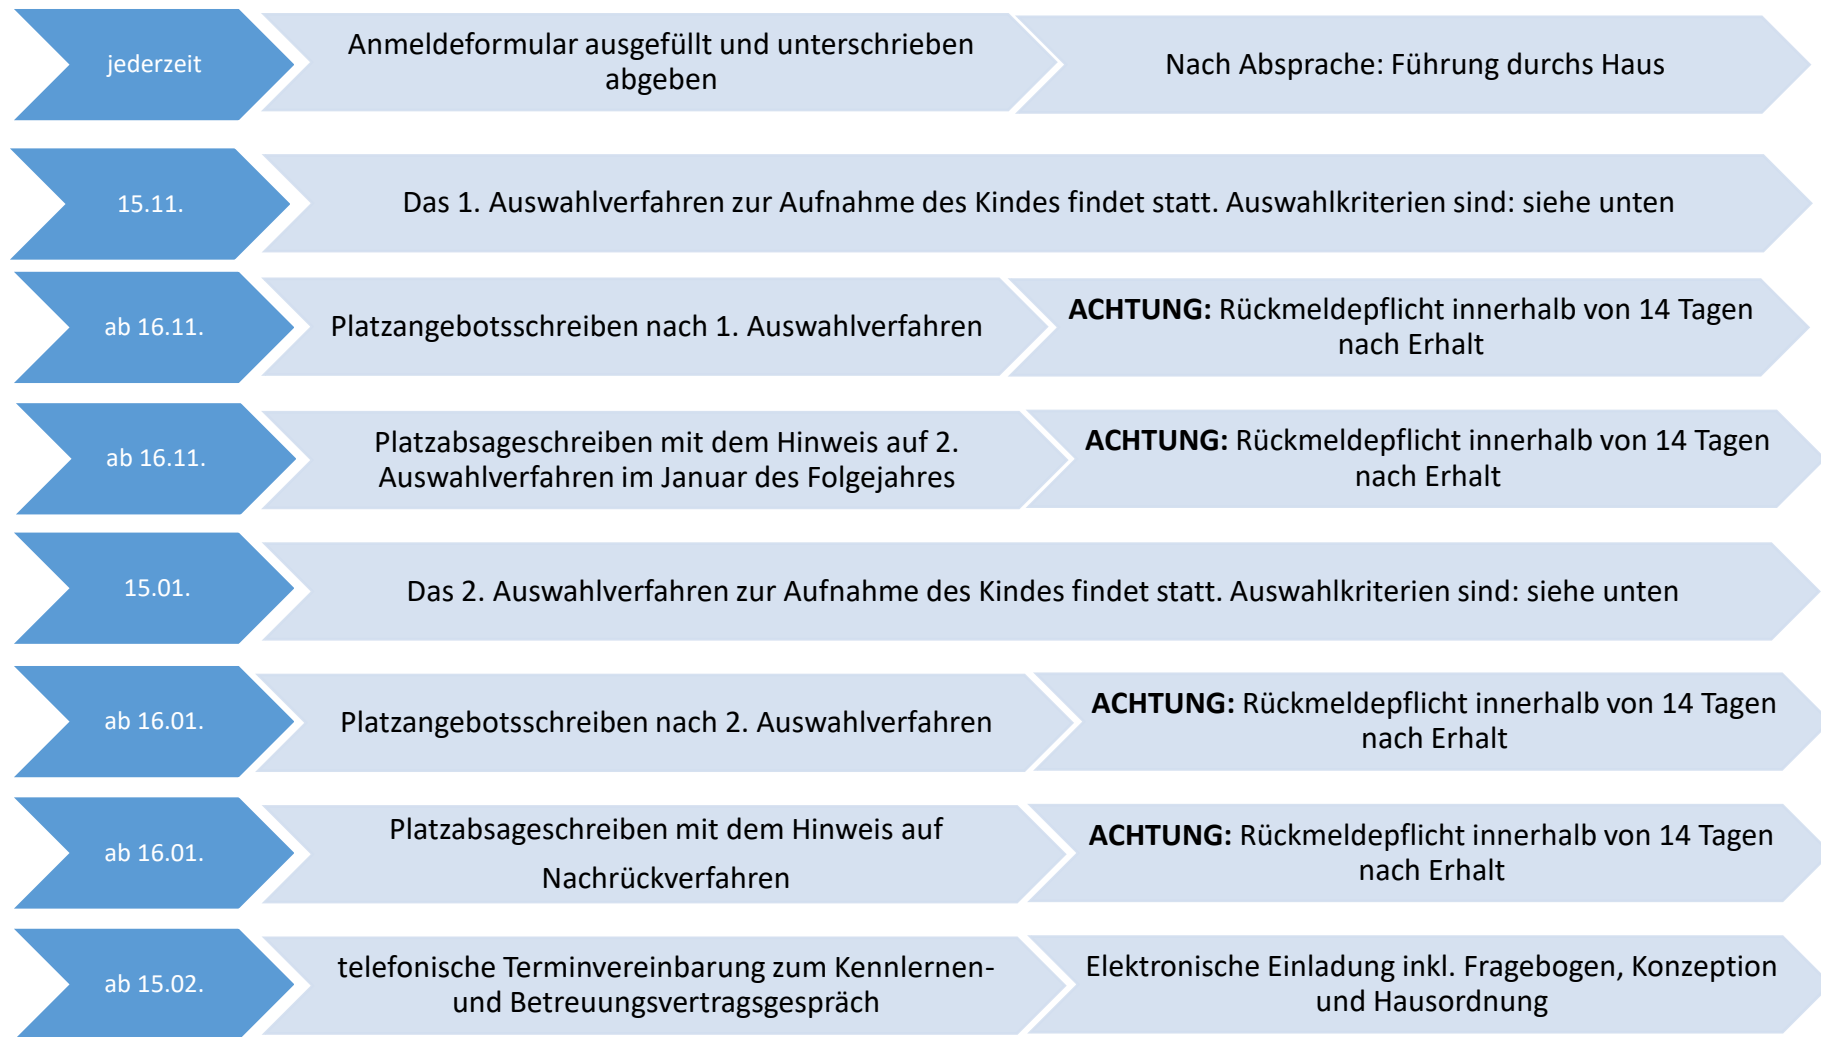 jederzeit
Anmeldeformular ausgefüllt und unterschrieben
abgeben
Nach Absprache: Führung durchs Haus
15.11.
Das 1. Auswahlverfahren zur Aufnahme des Kindes findet statt. Auswahlkriterien sind: siehe unten
ab 16.11.
Platzangebotsschreiben nach 1. Auswahlverfahren
ACHTUNG: Rückmeldepflicht innerhalb von 14 Tagen
nach Erhalt
ab 16.11.
Platzabsageschreiben mit dem Hinweis auf 2.
Auswahlverfahren im Januar des Folgejahres
ACHTUNG: Rückmeldepflicht innerhalb von 14 Tagen
nach Erhalt
15.01.
Das 2. Auswahlverfahren zur Aufnahme des Kindes findet statt. Auswahlkriterien sind: siehe unten
ab 16.01.
Platzangebotsschreiben nach 2. Auswahlverfahren
ACHTUNG: Rückmeldepflicht innerhalb von 14 Tagen
nach Erhalt
ab 16.01.
Platzabsageschreiben mit dem Hinweis auf
Nachrückverfahren
ACHTUNG: Rückmeldepflicht innerhalb von 14 Tagen
nach Erhalt
ab 15.02.
telefonische Terminvereinbarung zum Kennlernen-
und Betreuungsvertragsgespräch
Elektronische Einladung inkl. Fragebogen, Konzeption
und Hausordnung